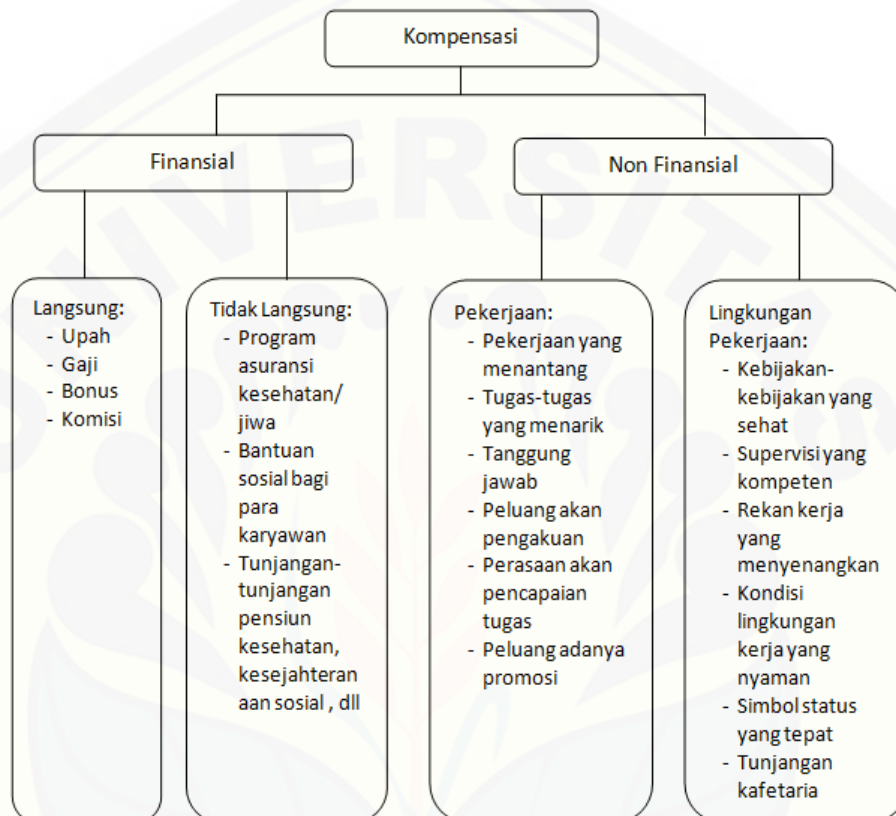 Kompensasi
Finansial
Non Finansial
Langsung:
- Upah
- Gaji
- Bonus
- Komisi
Tidak Langsung:
- Program
asuransi
kesehatan/
jiwa
- Bantuan
sosial bagi
para
karyawan
- Tunjangan-
tunjangan
pensiun
kesehatan,
kesejahteran
aan sosial , dll
Pekerjaan:
- Pekerjaan yang
menantang
- Tugas-tugas
yang menarik
- Tanggung
jawab
- Peluang akan
pengakuan
- Perasaan akan
pencapaian
tugas
- Peluang adanya
promosi
Lingkungan
Pekerjaan:
- Kebijakan-
kebijakan yang
sehat
- Supervisi yang
kompeten
- Rekan kerja
yang
menyenangkan
- Kondisi
lingkungan
kerja yang
nyaman
- Simbol status
yang tepat
- Tunjangan
kafetaria
UNIVERSITAS